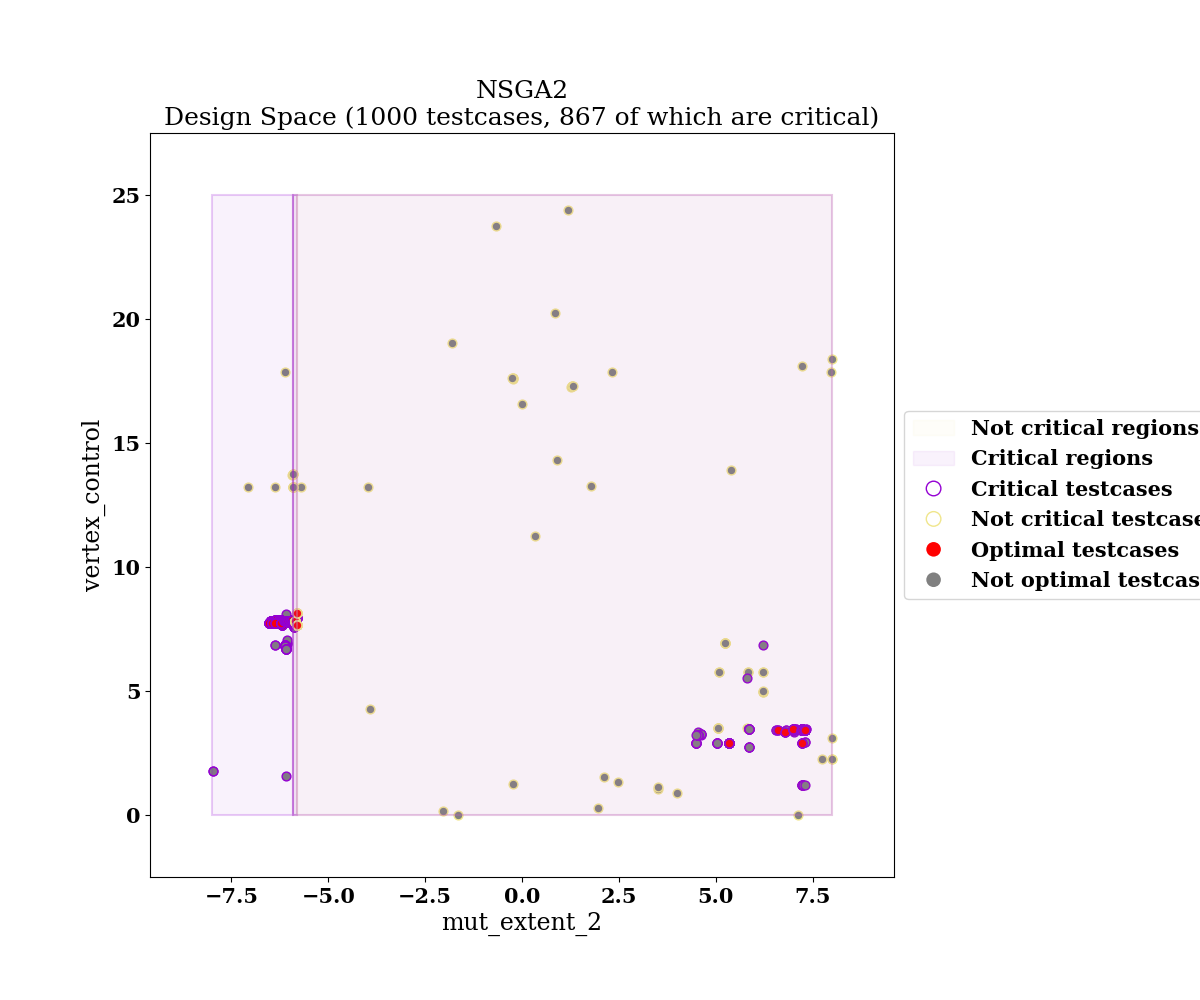 NSGA2
Design Space (1000 testcases, 867 of which are critical)
25
20
15
10
5
0
vertex_control
−7.5
−5.0
−2.5
0.0
2.5
5.0
7.5
mut_extent_2
Not critical regions
Critical regions
Critical testcases
Not critical testcase
Optimal testcases
Not optimal testcas